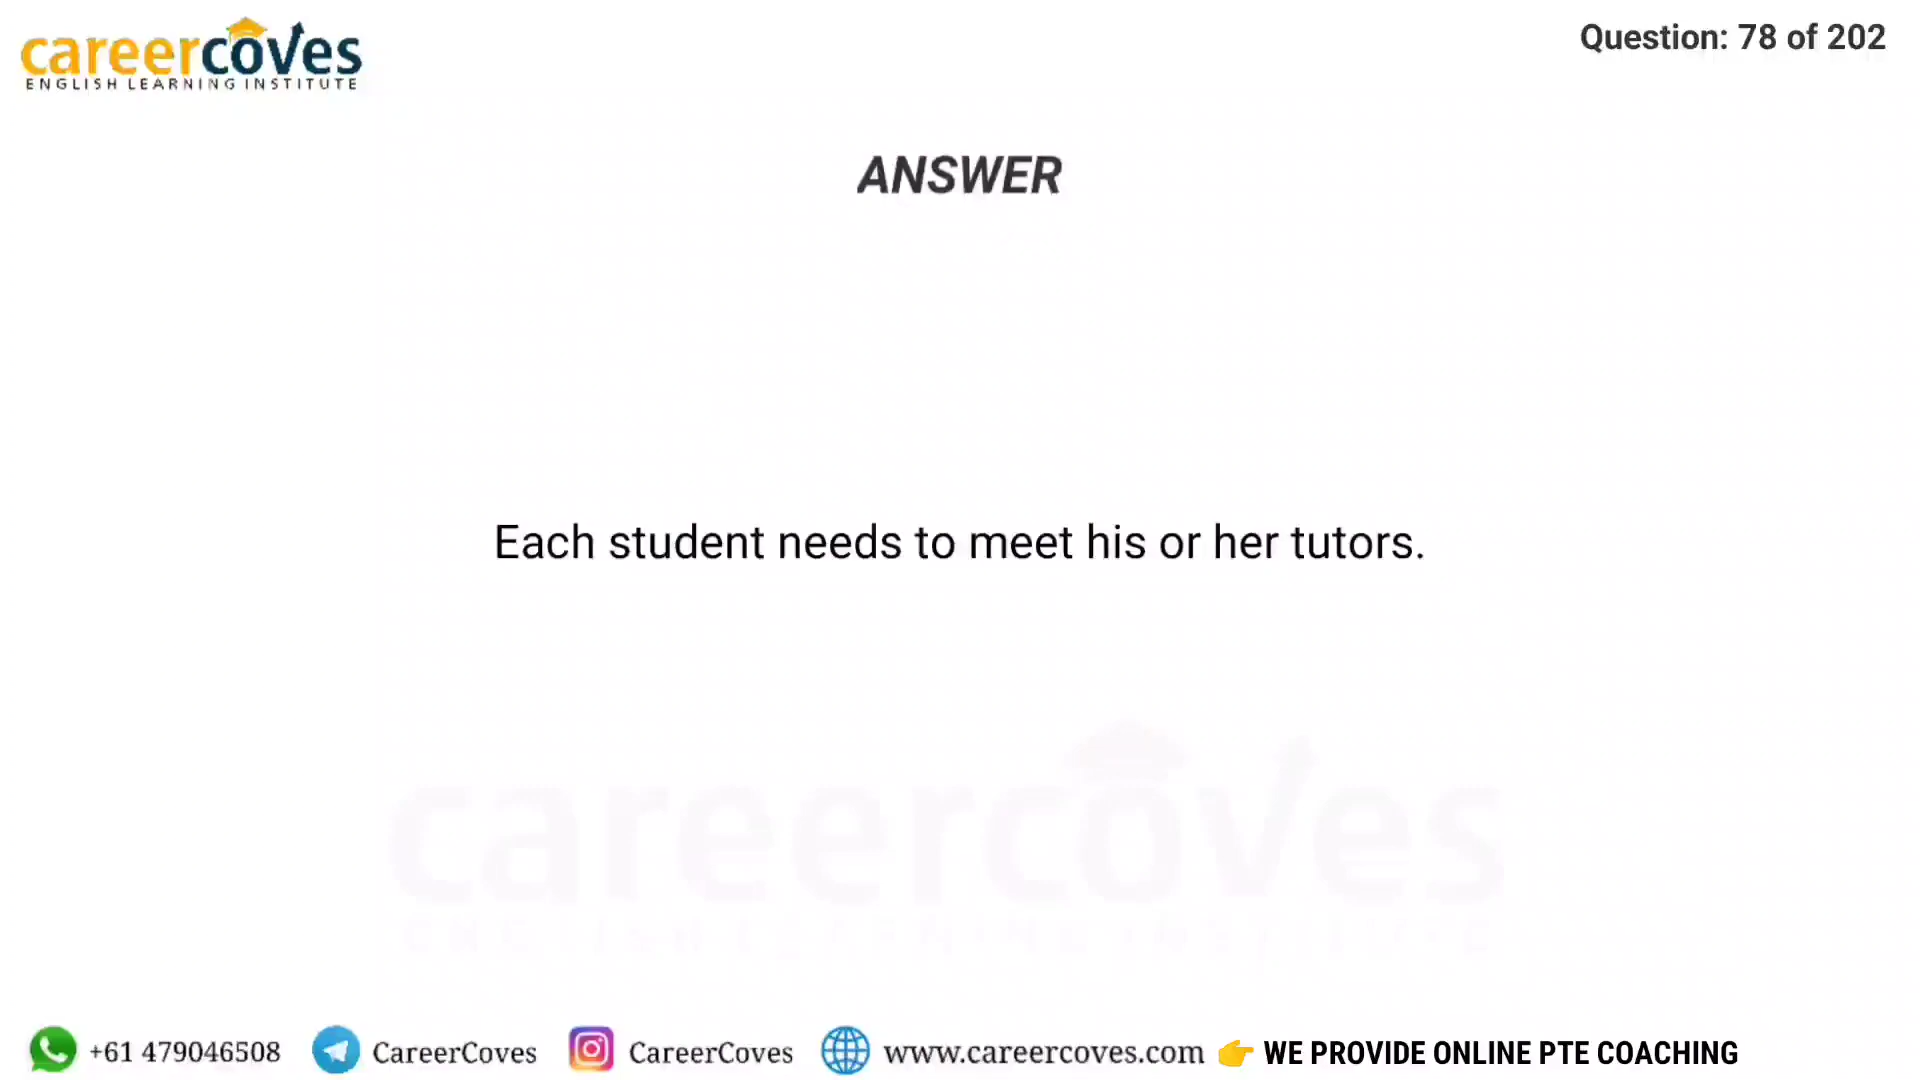 careercoves
ENGLISH LEARNING INSTITUTE
Question: 78 of 202
ANSWER
Each student needs to meet his or her tutors.
careercoves
+61 479046508
CareerCoves
CareerCoves
www.careercoves.com
WE PROVIDE ONLINE PTE COACHING